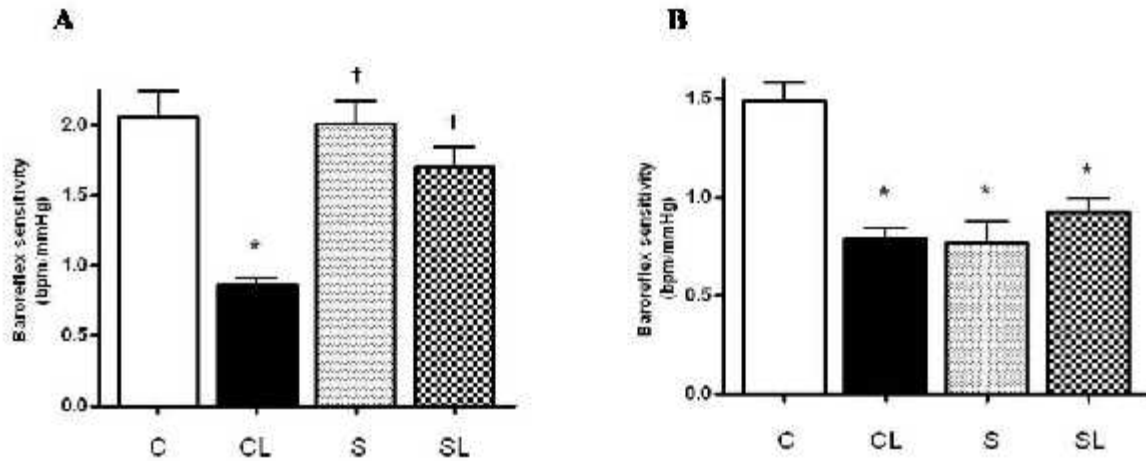 A
Baroreflex sensitivity
(bpm/mmHg)
2.0
1.5
1.0
0.5
0.0
*
†
†
C CL S SL
B
Baroreflex sensitivity
(bpm/mmHg)
1.5
1.0
0.5
0.0
* * *
C CL S SL